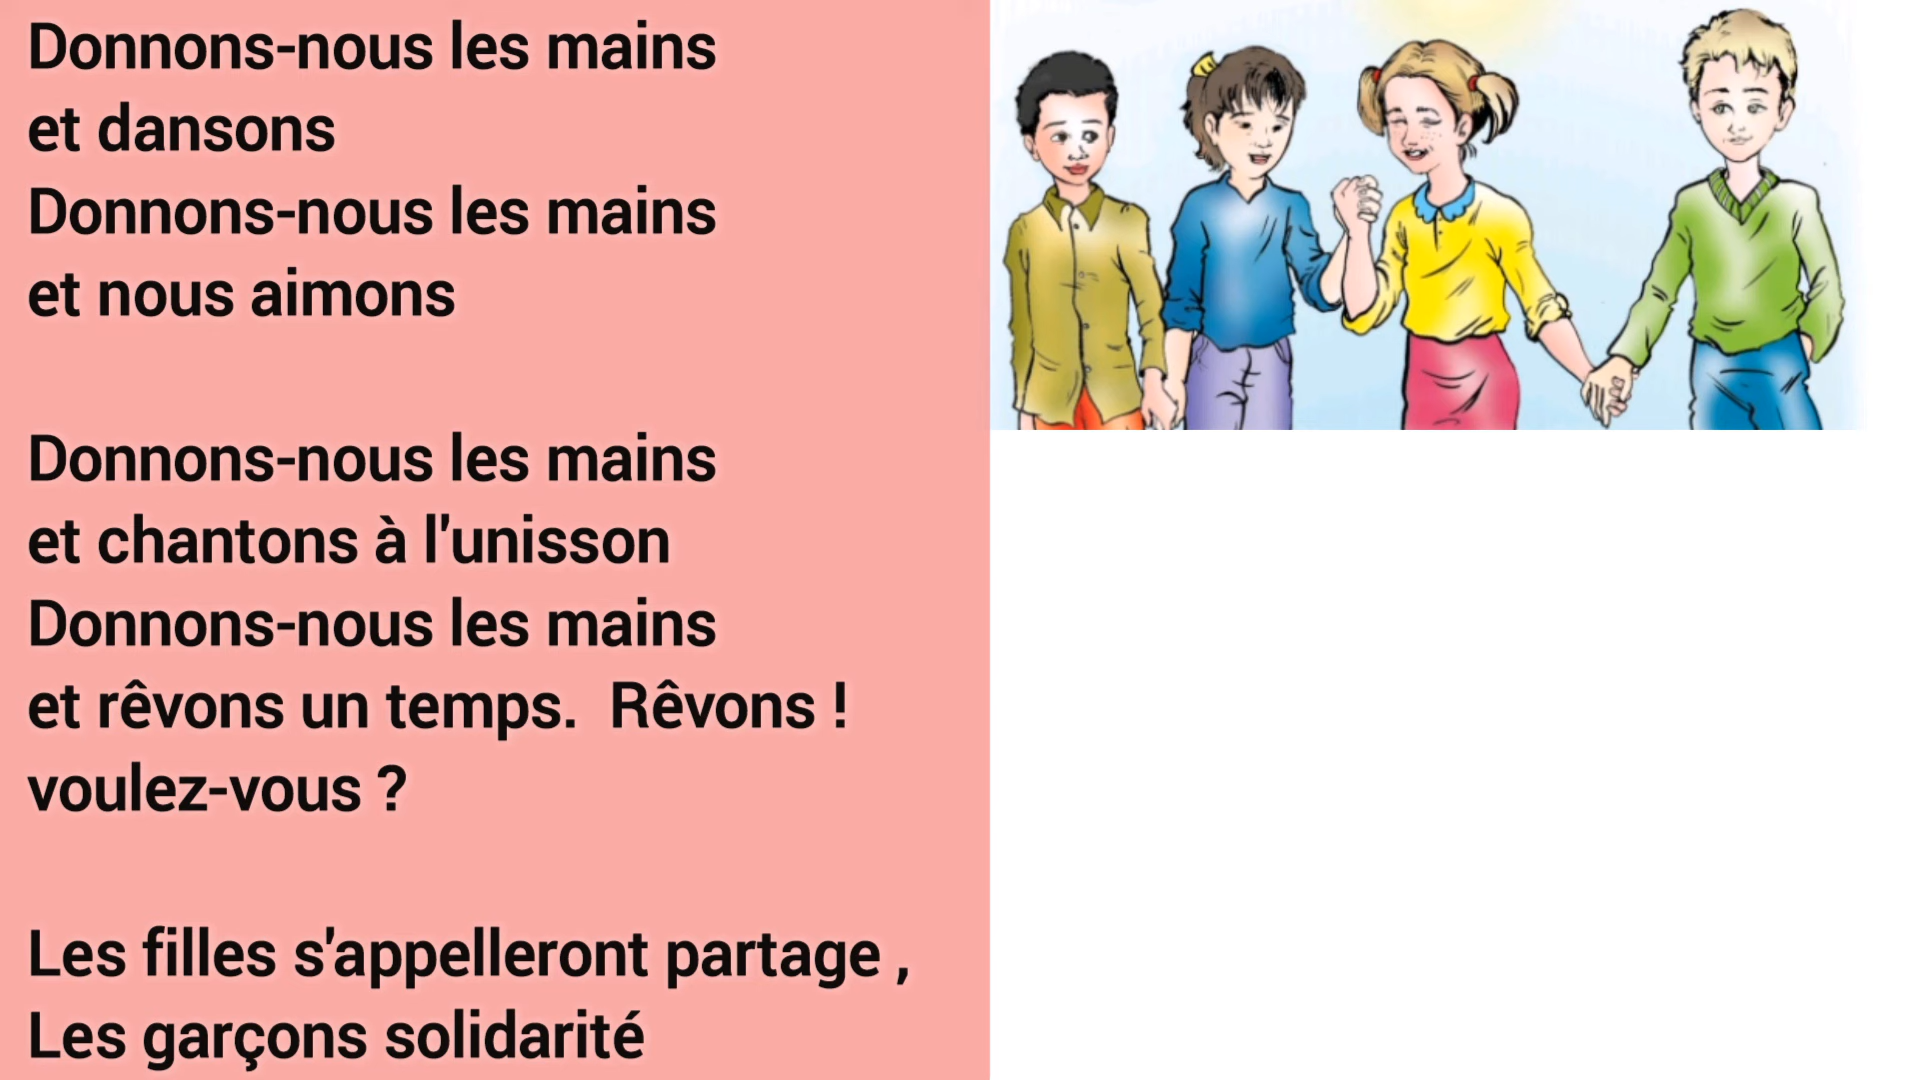 Donnons-nous les mains
et dansons
Donnons-nous les mains
et nous aimons
Donnons-nous les mains
et chantons à l'unisson
Donnons-nous les mains
et rêvons un temps.  Rêvons !
voulez-vous ?
Les filles s'appelleront partage ,
Les garçons solidarité